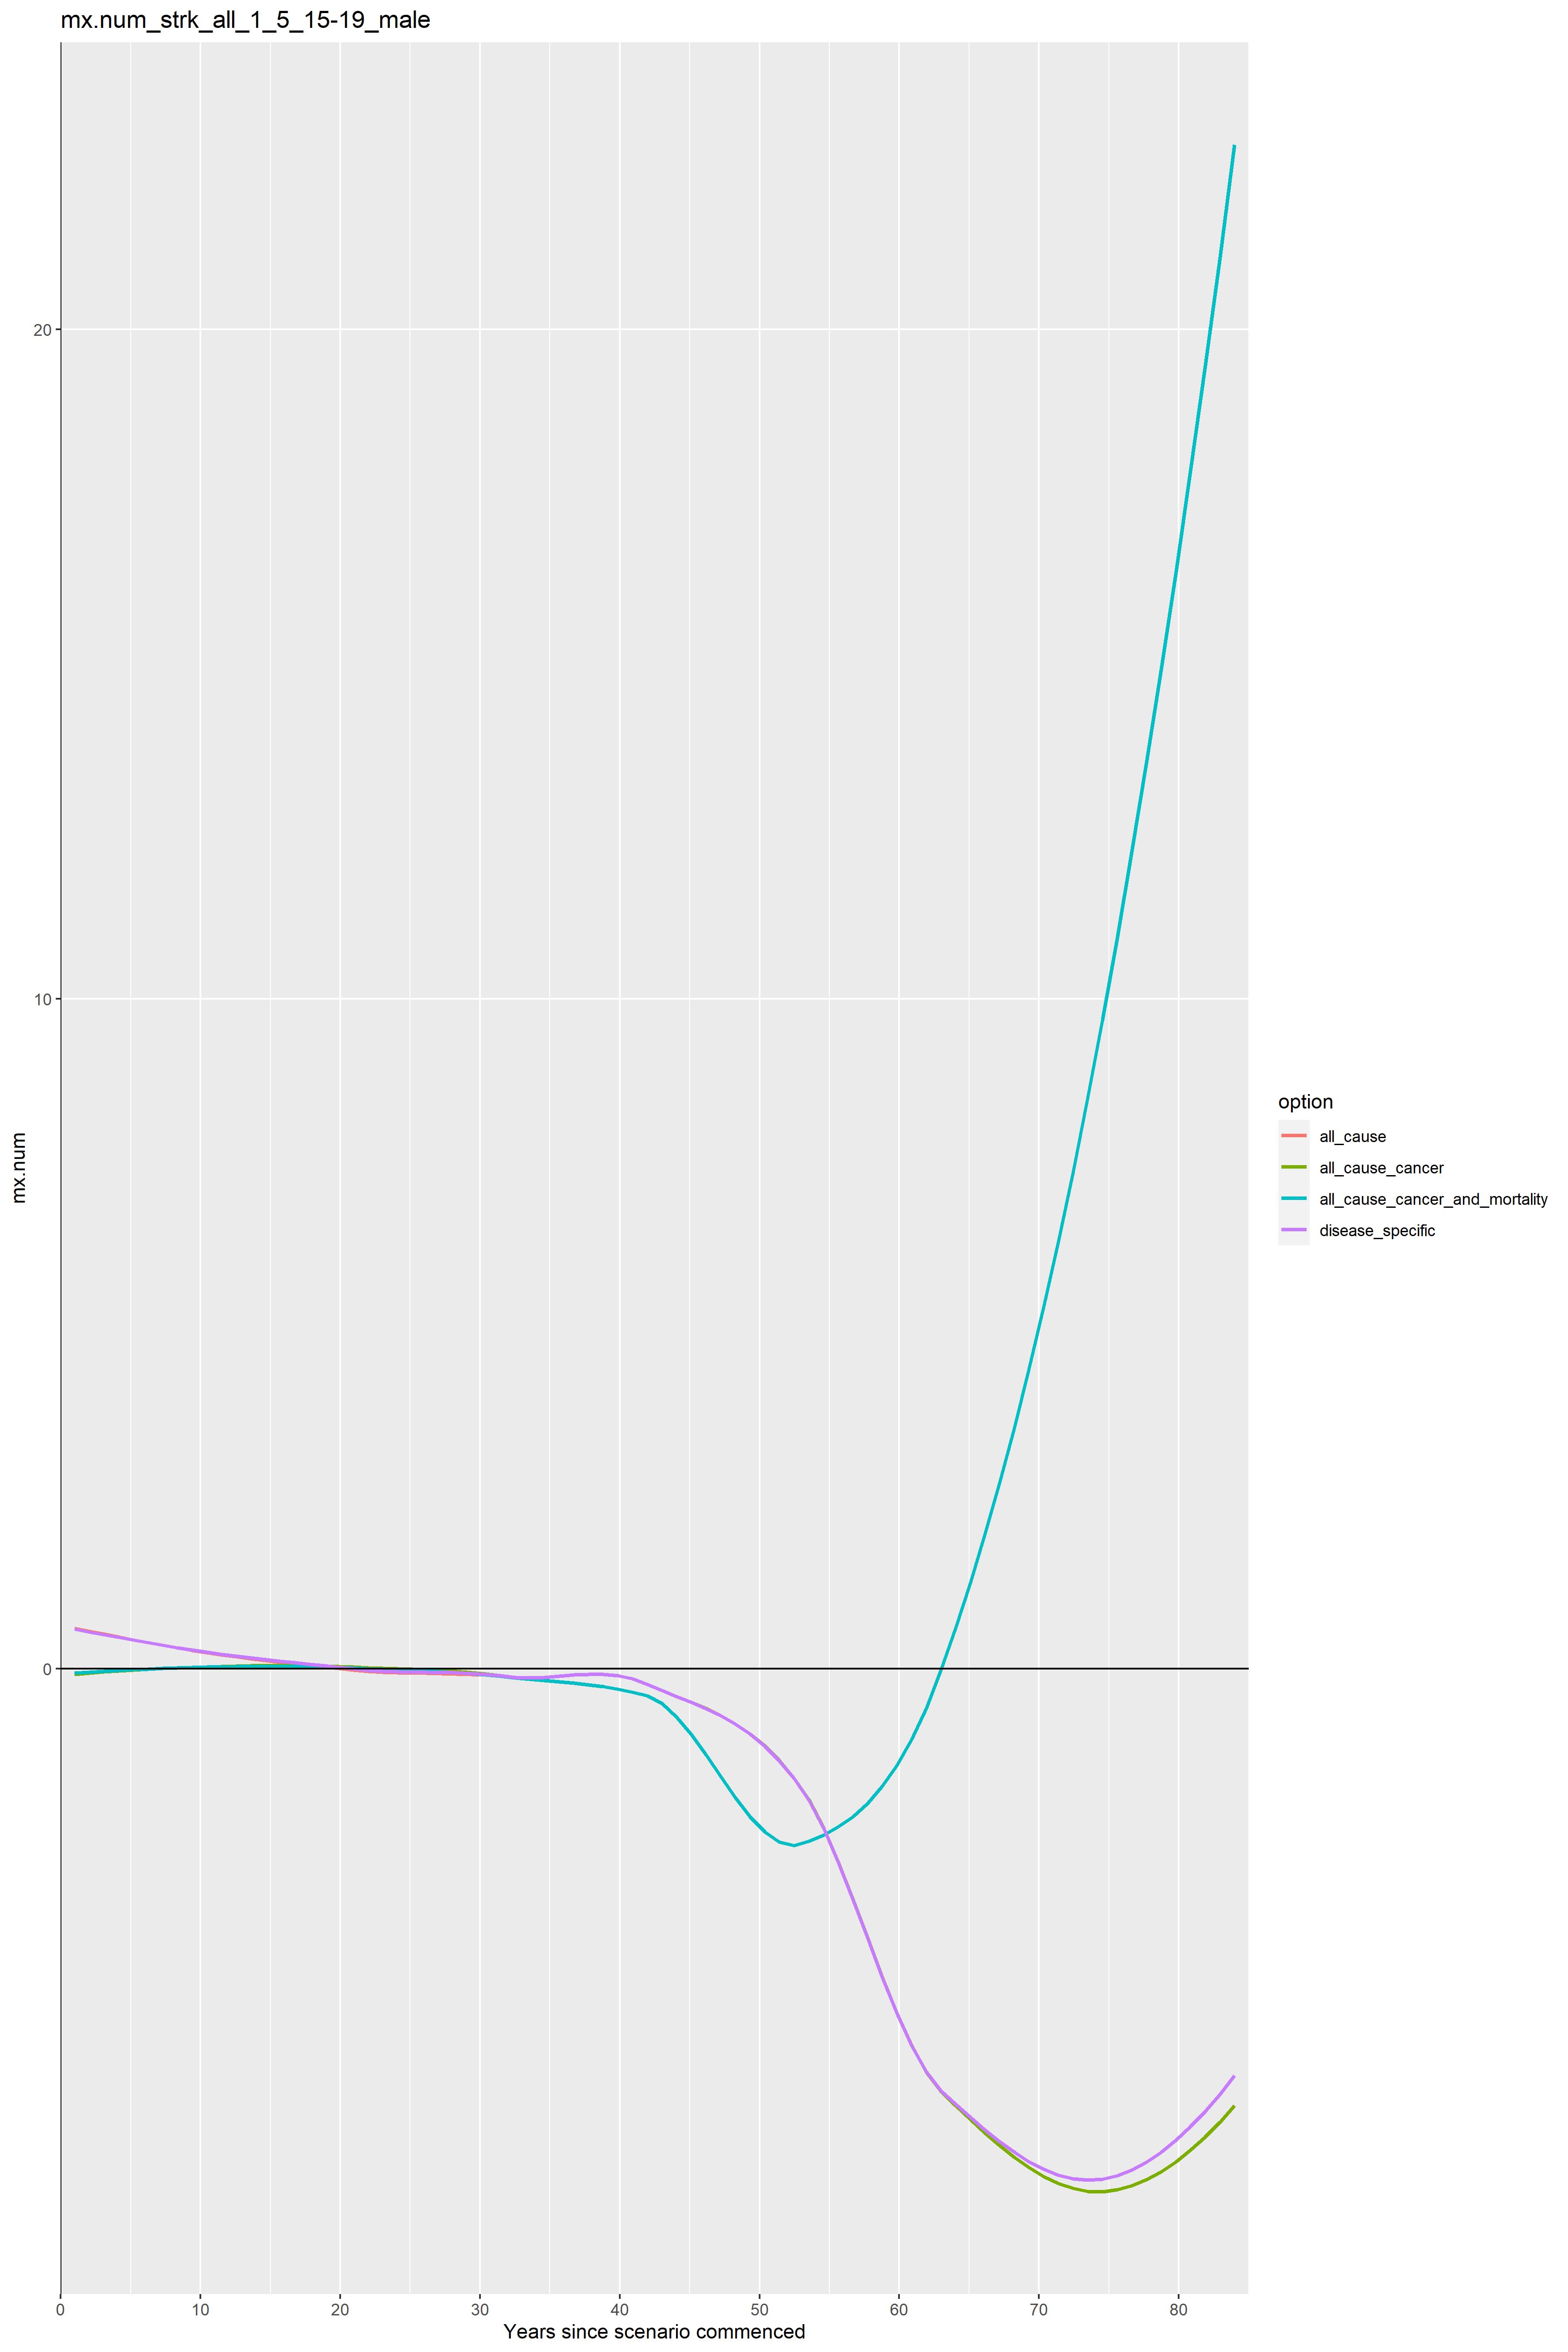 mx.num_strk_all_1_5_15-19_male
20
10
0
mx.num
0 10 20 30 40 50 60 70 80
Years since scenario commenced
option
all_cause
all_cause_cancer
all_cause_cancer_and_mortality
disease_specific